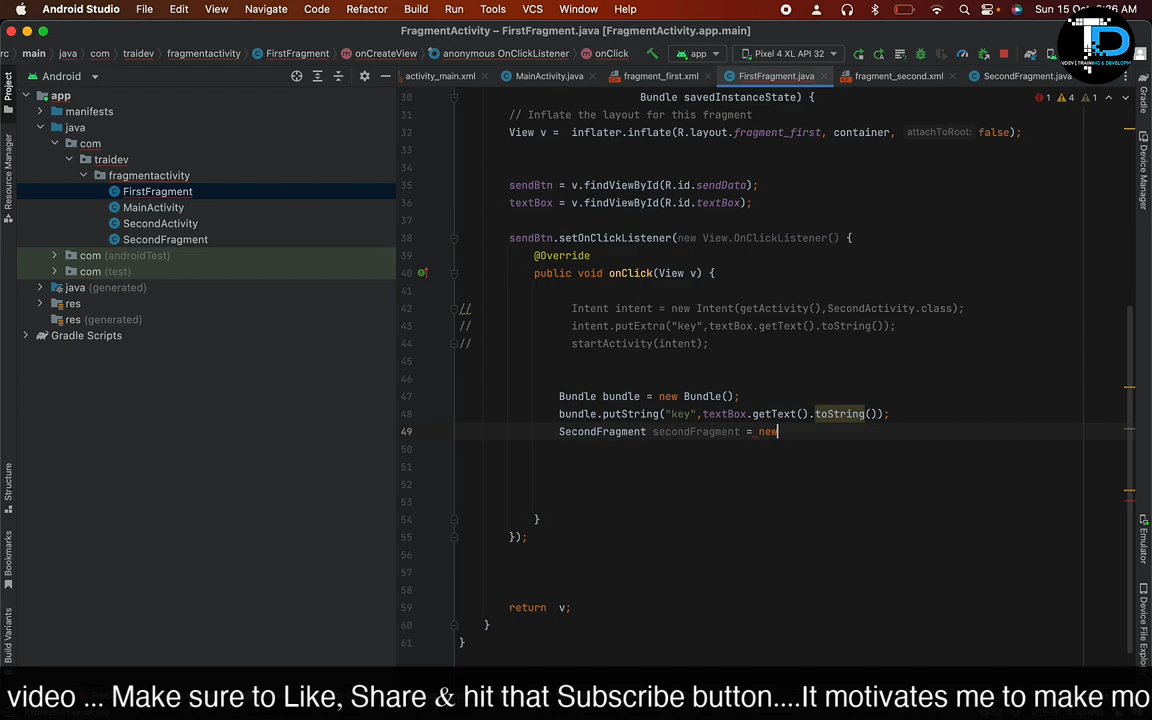 Android Studio File Edit View Navigate Code Refactor Build Run Tools VCS Window Help Sun 15 Oct
FragmentActivity – FirstFragment.java [FragmentActivity.app.main]
rc main java com traidev fragmentactivity FirstFragment onCreateView anonymous OnClickListener onClick app Pixel 4 XL API 32
Android activity_main.xml MainActivity.java fragment_first.xml FirstFragment.java fragment_second.xml SecondFragment.java
app
manifests
java
com
traidev
fragmentactivity
FirstFragment
MainActivity
SecondActivity
SecondFragment
com (androidTest)
com (test)
java (generated)
res
res (generated)
Gradle Scripts
Project
Resource Manager
Structure
Bookmarks
Build Variants
1 4 1
30 Bundle savedInstanceState) {
31 // Inflate the layout for this fragment
32 View v = inflater.inflate(R.layout.fragment_first, container, attachToRoot: false);
33
34
35 sendBtn = v.findViewById(R.id.sendData);
36 textBox = v.findViewById(R.id.textBox);
37
38 sendBtn.setOnClickListener(new View.OnClickListener() {
39 @Override
40 public void onClick(View v) {
41
42 // Intent intent = new Intent(getActivity(),SecondActivity.class);
43 // intent.putExtra("key",textBox.getText().toString());
44 // startActivity(intent);
45
46
47 Bundle bundle = new Bundle();
48 bundle.putString("key",textBox.getText().toString());
49 SecondFragment secondFragment = new
50
51
52
53
54 }
55 });
56
57
58
59 return v;
60 }
61 }
Gradle
Device Manager
Emulator
Device File Explorer
video ... Make sure to Like, Share & hit that Subscribe button....It motivates me to make mo